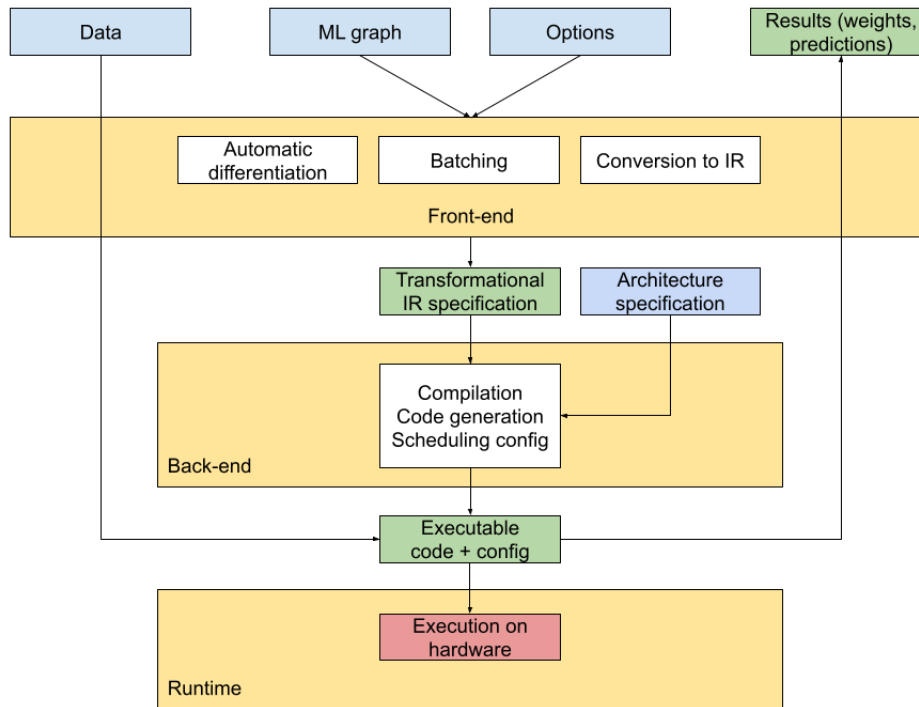 Data
ML graph
Options
Results (weights,
predictions)
Automatic
differentiation
Batching
Conversion to IR
Front-end
Transformational
IR specification
Architecture
specification
Compilation
Code generation
Scheduling config
Back-end
Executable
code + config
Execution on
hardware
Runtime